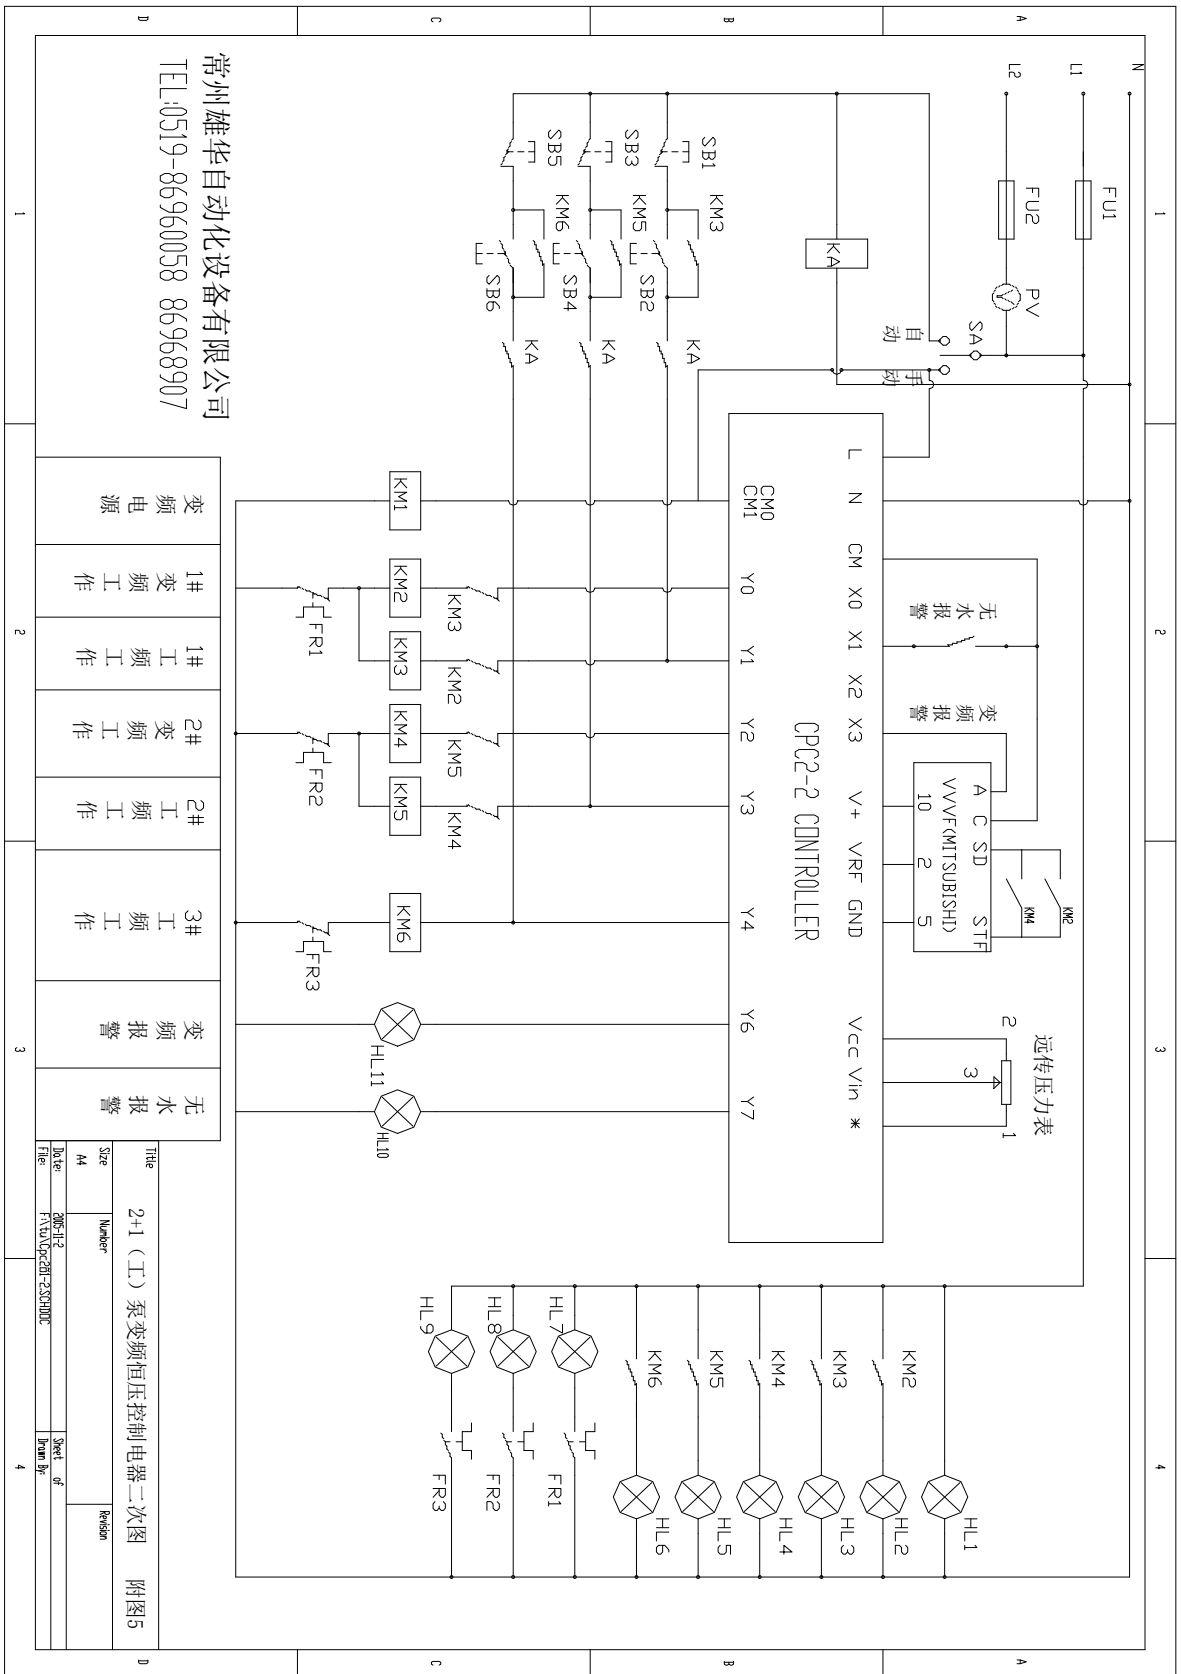 1
2
3
4
A
B
C
D
N
L1
L2
FU1
FU2
PV
V
SA
自动
手动
KA
SB1
KM3
SB2
KA
SB3
KM5
SB4
KA
SB5
KM6
SB6
KA
L N CM X0 X1 X2 X3 V+ VRF GND Vcc Vin *
无水报警
变频报警
A C SD STF
VVVF(MITSUBISHI)
10 2 5
KM2
KM4
远传压力表
2 3 1
CPC2-2 CONTROLLER
CM0
CM1
Y0 Y1 Y2 Y3 Y4 Y6 Y7
KM3 KM2 KM5 KM4
KM1 KM2 KM3 KM4 KM5 KM6 HL11 HL10
FR1 FR2 FR3
HL1
KM2 HL2
KM3 HL3
KM4 HL4
KM5 HL5
KM6 HL6
HL7 FR1
HL8 FR2
HL9 FR3
变频电源
1#变频工作
1#工频工作
2#变频工作
2#工频工作
3#工频工作
变频报警
无水报警
常州雄华自动化设备有限公司
TEL:0519-86960058 86968907
Title
2+1（工）泵变频恒压控制电器二次图 附图5
Size
A4
Number
Revision
Date: 2005-11-2
Sheet of
File:
Drawn By:
1
2
3
4
A
B
C
D